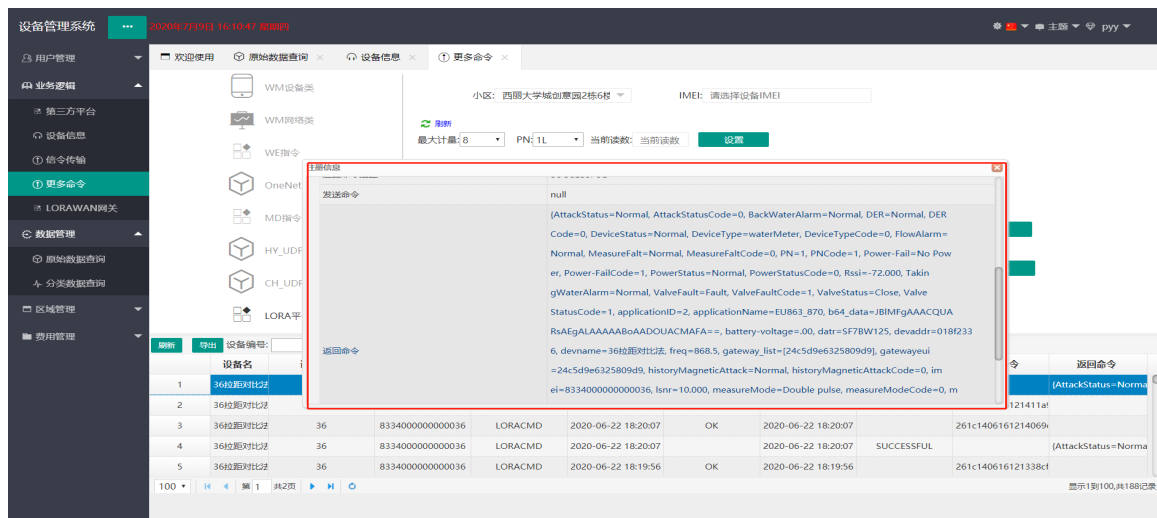 设备管理系统 ••• 2020年7月9日 16:10:47 星期四 主题 pyy
用户管理
业务逻辑
第三方平台
设备信息
信令传输
更多命令
LORAWAN网关
数据管理
原始数据查询
分类数据查询
区域管理
费用管理
欢迎使用 原始数据查询 × 设备信息 × 更多命令 ×
WM设备类
WM网络类
WE指令
OneNet
MD指令
HY_UDP
CH_UDP
LORA平
小区: 西丽大学城创意园2栋6楼 IMEI: 请选择设备IMEI
刷新
最大计量: 8 PN: 1L 当前读数: 当前读数 设置
注册信息
发送命令 null
返回命令
{AttackStatus=Normal, AttackStatusCode=0, BackWaterAlarm=Normal, DER=Normal, DER
Code=0, DeviceStatus=Normal, DeviceType=waterMeter, DeviceTypeCode=0, FlowAlarm=
Normal, MeasureFalt=Normal, MeasureFaltCode=0, PN=1, PNCode=1, Power-Fail=No Pow
er, Power-FailCode=1, PowerStatus=Normal, PowerStatusCode=0, Rssi=-72.000, Takin
gWaterAlarm=Normal, ValveFault=Fault, ValveFaultCode=1, ValveStatus=Close, Valve
StatusCode=1, applicationID=2, applicationName=EU863_870, b64_data=JBlMFgAAACQUA
RsAEgALAAAAABoAADOUACMAFA==, battery-voltage=.00, datr=SF7BW125, devaddr=018f233
6, devname=36拉距对比法, freq=868.5, gateway_list=[24c5d9e6325809d9], gatewayeui
=24c5d9e6325809d9, historyMagneticAttack=Normal, historyMagneticAttackCode=0, im
ei=8334000000000036, lsnr=10.000, measureMode=Double pulse, measureModeCode=0, m
刷新 导出 设备编号:
设备名 令 返回命令
1 36拉距对比法 {AttackStatus=Norma
2 36拉距对比法
3 36拉距对比法 36 8334000000000036 LORACMD 2020-06-22 18:20:07 OK 2020-06-22 18:20:07 261c1406161214069
4 36拉距对比法 36 8334000000000036 LORACMD 2020-06-22 18:20:07 2020-06-22 18:20:07 SUCCESSFUL {AttackStatus=Norma
5 36拉距对比法 36 8334000000000036 LORACMD 2020-06-22 18:19:56 OK 2020-06-22 18:19:56 261c140616121338cf
100 第 1 共2页 显示1到100,共188记录